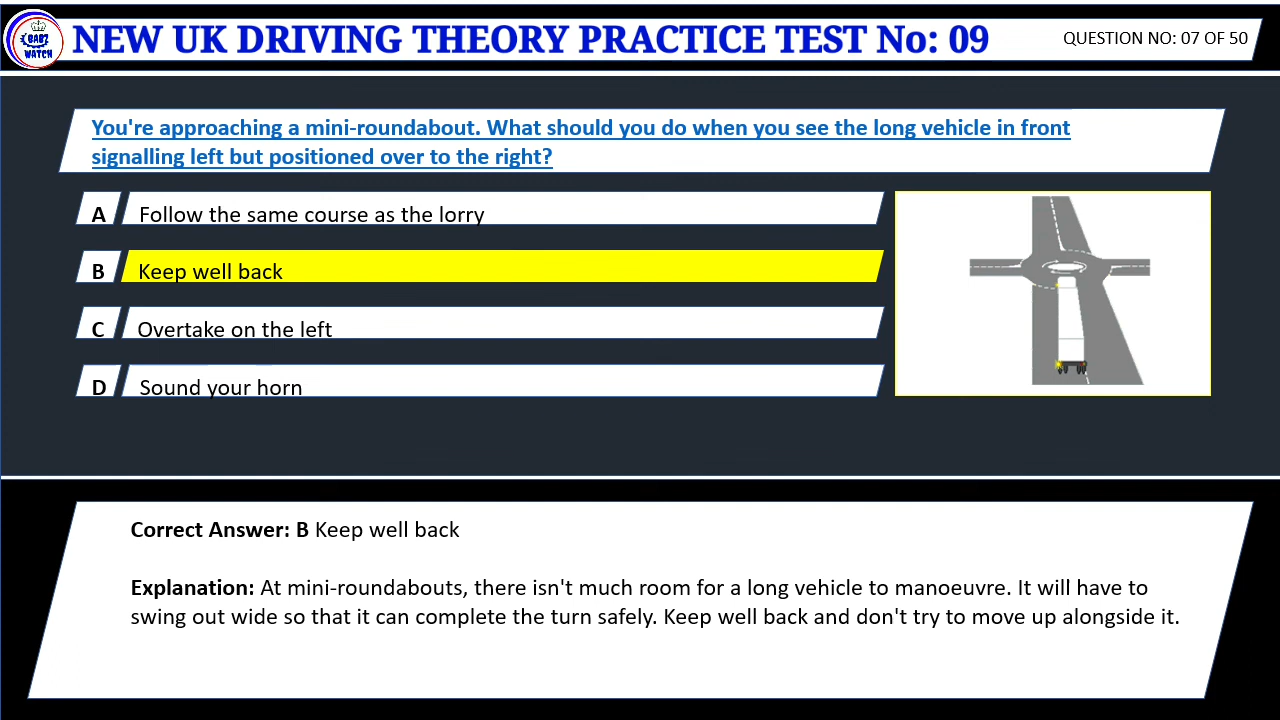 BABZ
WATCH
NEW UK DRIVING THEORY PRACTICE TEST No: 09
QUESTION NO: 07 OF 50
You're approaching a mini-roundabout. What should you do when you see the long vehicle in front
signalling left but positioned over to the right?
A Follow the same course as the lorry
B Keep well back
C Overtake on the left
D Sound your horn
Correct Answer: B Keep well back
Explanation: At mini-roundabouts, there isn't much room for a long vehicle to manoeuvre. It will have to
swing out wide so that it can complete the turn safely. Keep well back and don't try to move up alongside it.